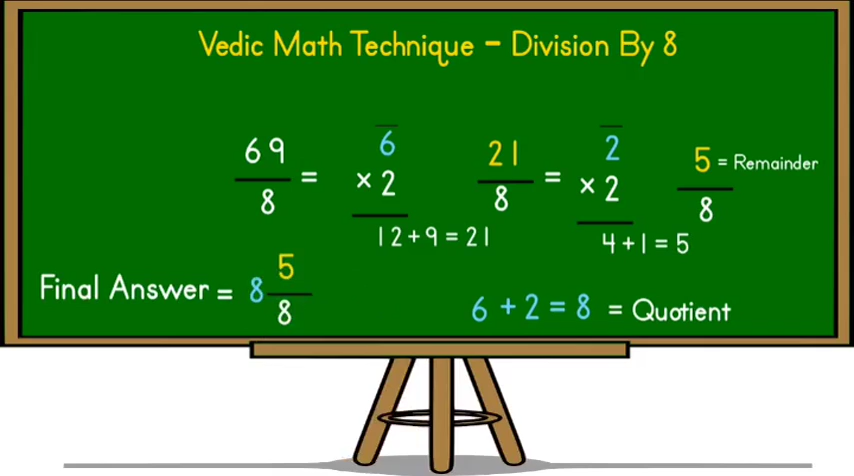 Vedic Math Technique - Division By 8
69
8
=
6
× 2
12 + 9 = 21
21
8
=
2
× 2
4 + 1 = 5
5 = Remainder
8
Final Answer = 8 5
8
6 + 2 = 8 = Quotient